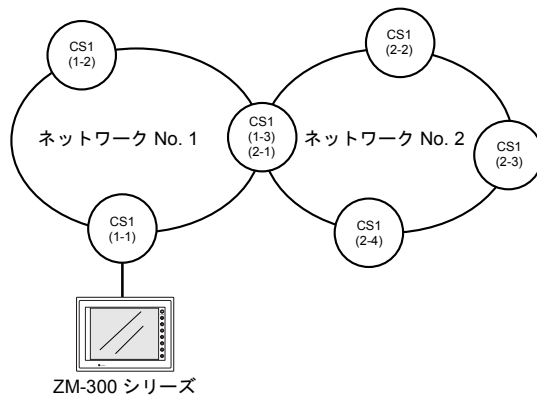 CS1
(1-2)
CS1
(2-2)
ネットワーク No. 1
CS1
(1-3)
(2-1)
ネットワーク No. 2
CS1
(2-3)
CS1
(1-1)
CS1
(2-4)
ZM-300 シリーズ